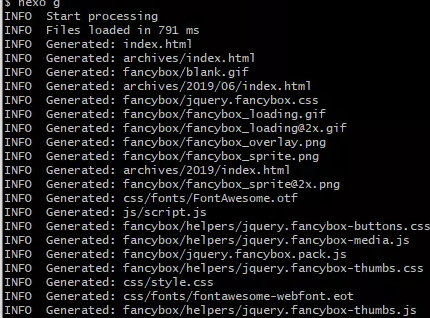 $ hexo g
INFO  Start processing
INFO  Files loaded in 791 ms
INFO  Generated: index.html
INFO  Generated: archives/index.html
INFO  Generated: fancybox/blank.gif
INFO  Generated: archives/2019/06/index.html
INFO  Generated: fancybox/jquery.fancybox.css
INFO  Generated: fancybox/fancybox_loading.gif
INFO  Generated: fancybox/fancybox_loading@2x.gif
INFO  Generated: fancybox/fancybox_overlay.png
INFO  Generated: fancybox/fancybox_sprite.png
INFO  Generated: archives/2019/index.html
INFO  Generated: fancybox/fancybox_sprite@2x.png
INFO  Generated: css/fonts/FontAwesome.otf
INFO  Generated: js/script.js
INFO  Generated: fancybox/helpers/jquery.fancybox-buttons.css
INFO  Generated: fancybox/helpers/jquery.fancybox-media.js
INFO  Generated: fancybox/jquery.fancybox.pack.js
INFO  Generated: fancybox/helpers/jquery.fancybox-thumbs.css
INFO  Generated: css/style.css
INFO  Generated: css/fonts/fontawesome-webfont.eot
INFO  Generated: fancybox/helpers/jquery.fancybox-thumbs.js